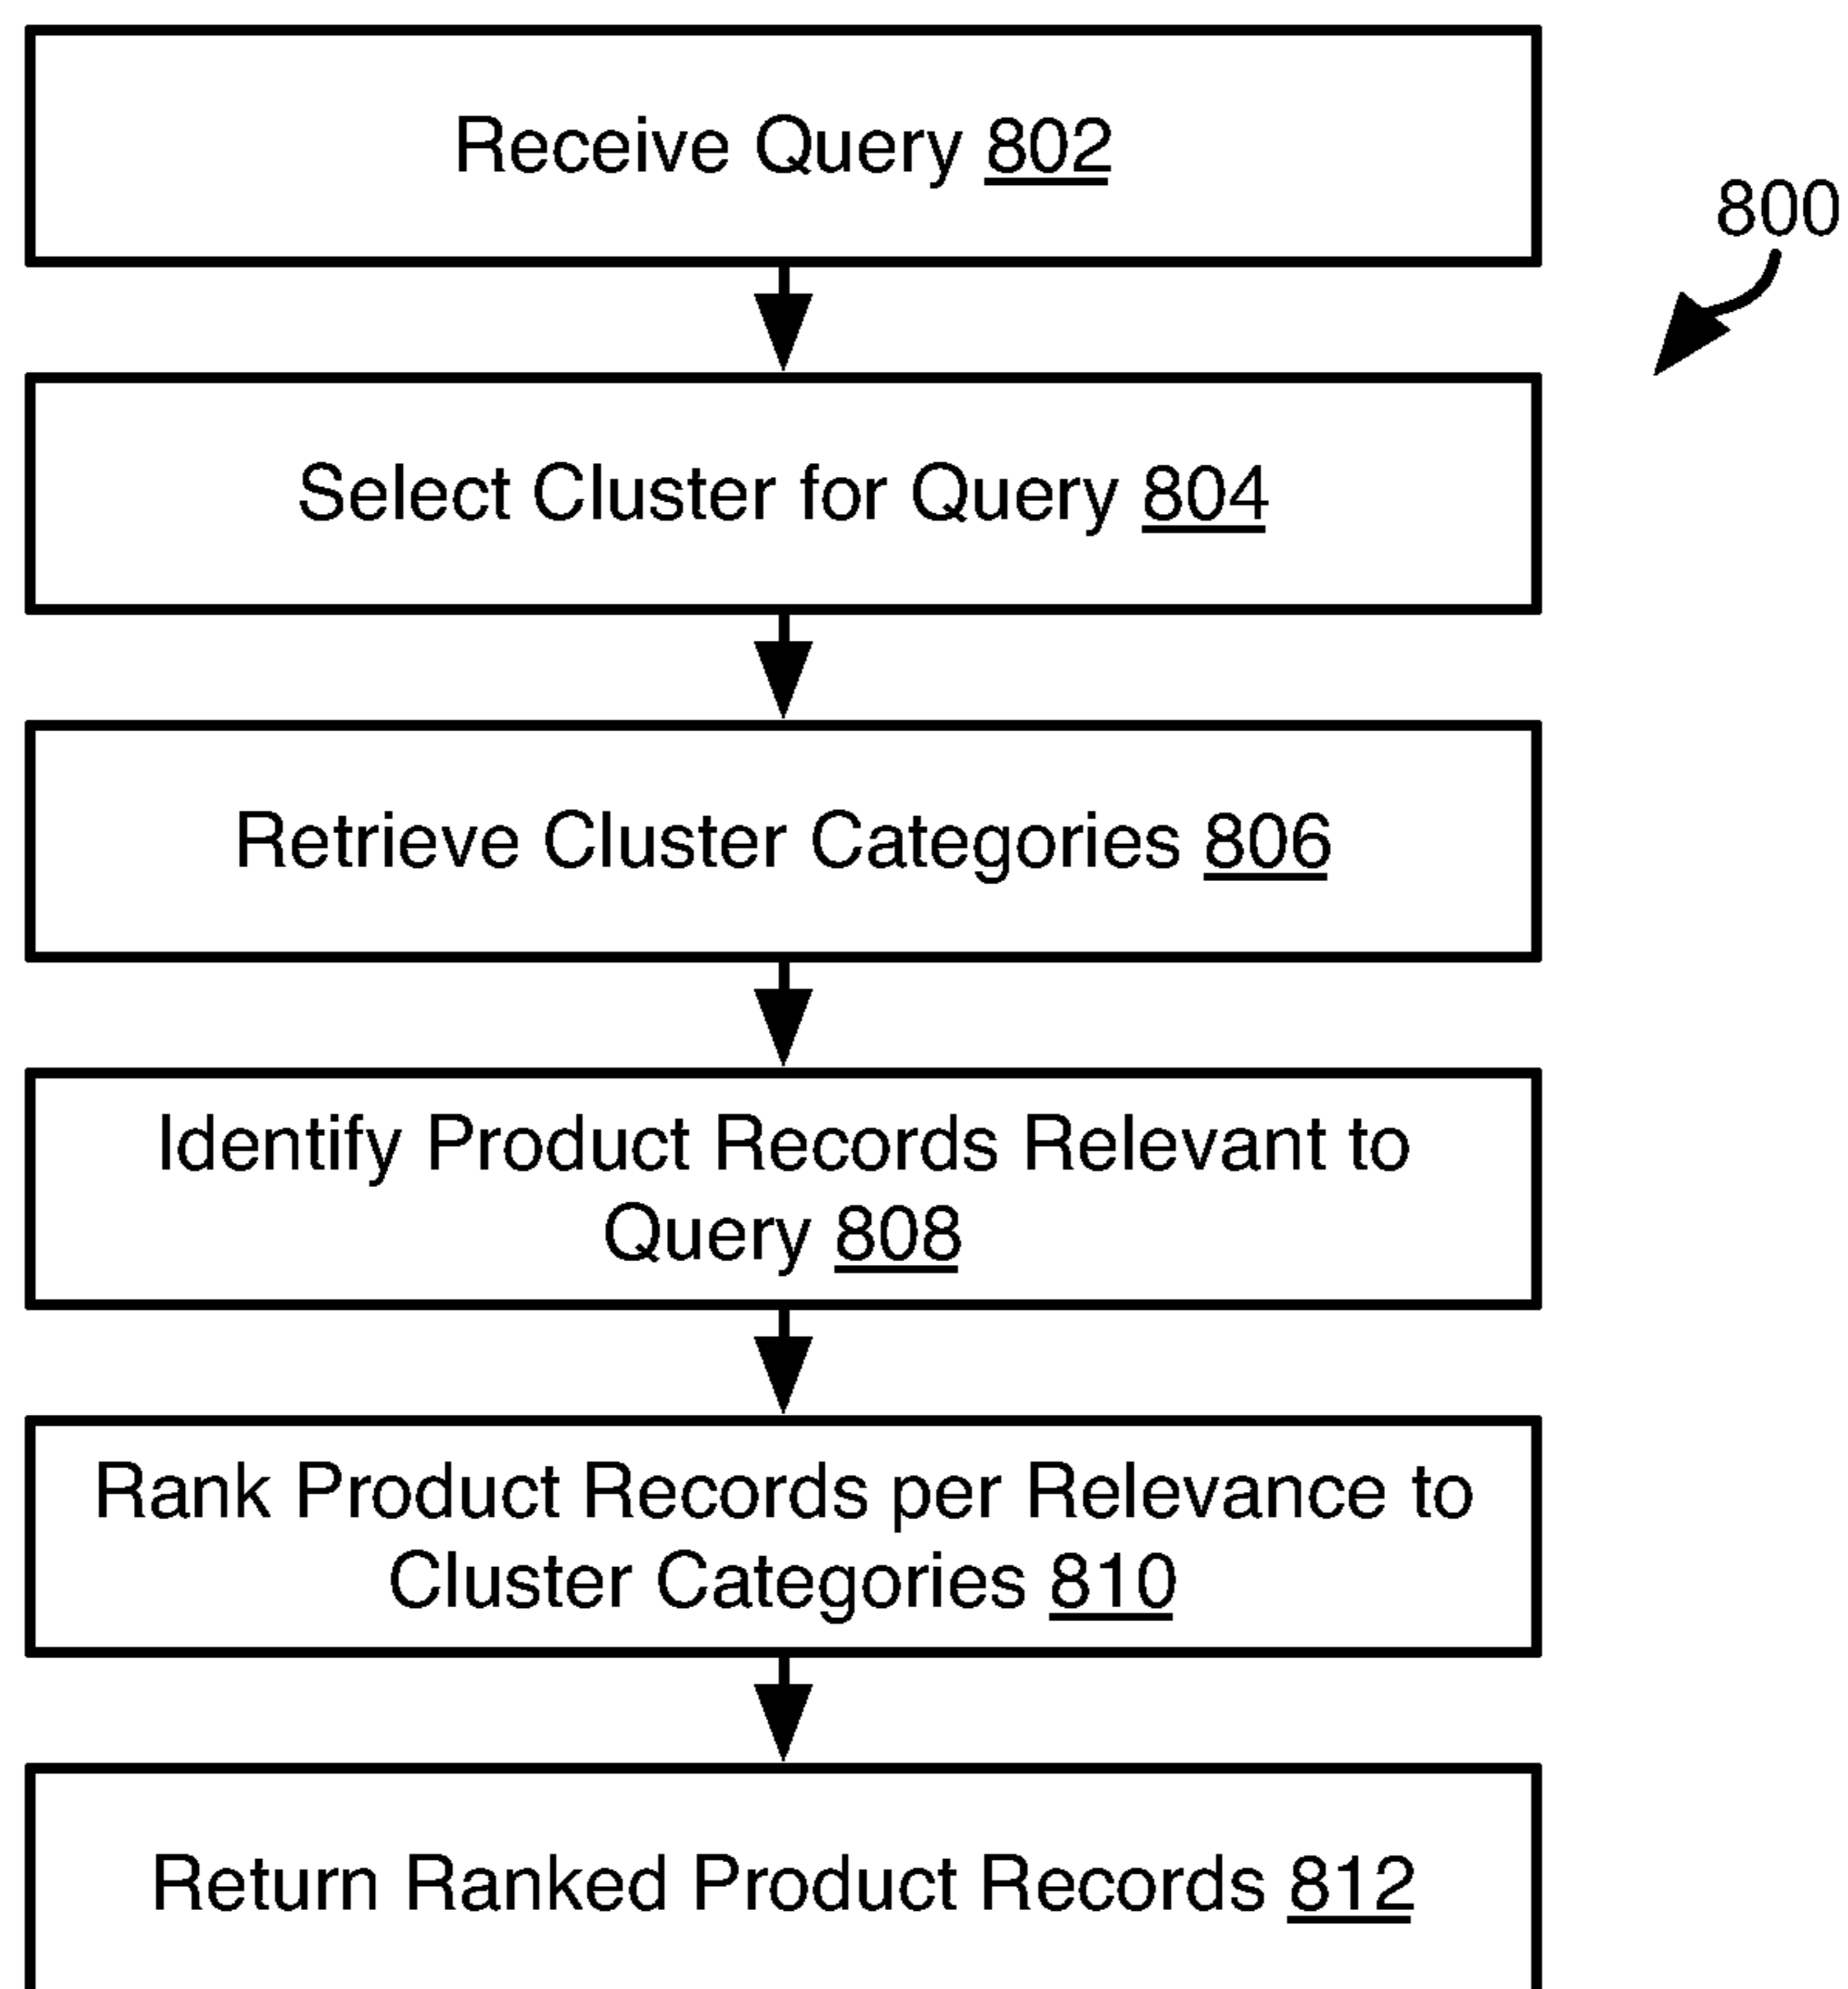 Receive Query 802
800
Select Cluster for Query 804
Retrieve Cluster Categories 806
Identify Product Records Relevant to
Query 808
Rank Product Records per Relevance to
Cluster Categories 810
Return Ranked Product Records 812